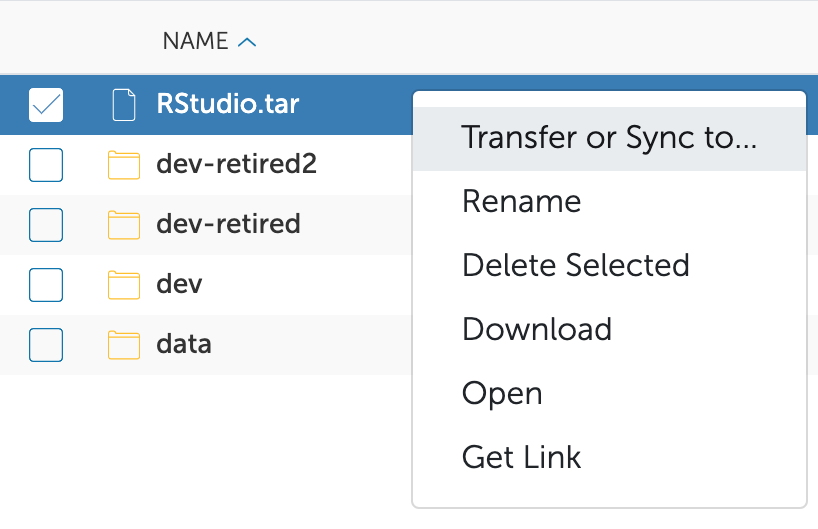 NAME
RStudio.tar
dev-retired2
dev-retired
dev
data
Transfer or Sync to...
Rename
Delete Selected
Download
Open
Get Link